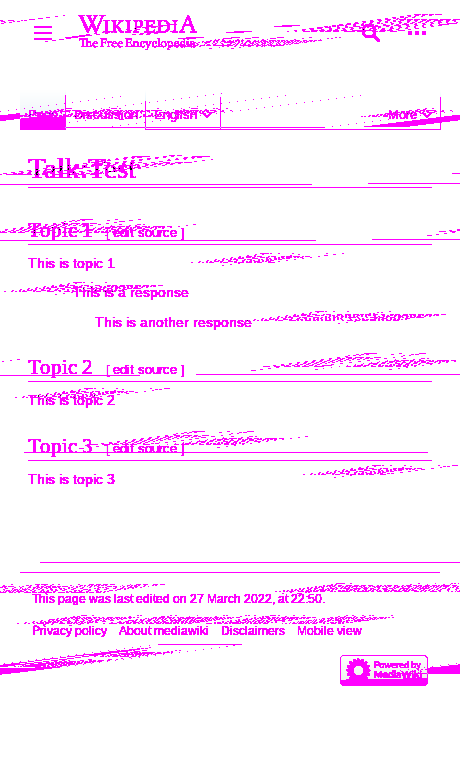 WIKIPEDIA
The Free Encyclopedia
Page Discussion English More
Talk:Test
Topic 1 [ edit source ]
This is topic 1
This is a response
This is another response
Topic 2 [ edit source ]
This is topic 2
Topic 3 [ edit source ]
This is topic 3
This page was last edited on 27 March 2022, at 22:50.
Privacy policy About mediawiki Disclaimers Mobile view
Powered by
MediaWiki